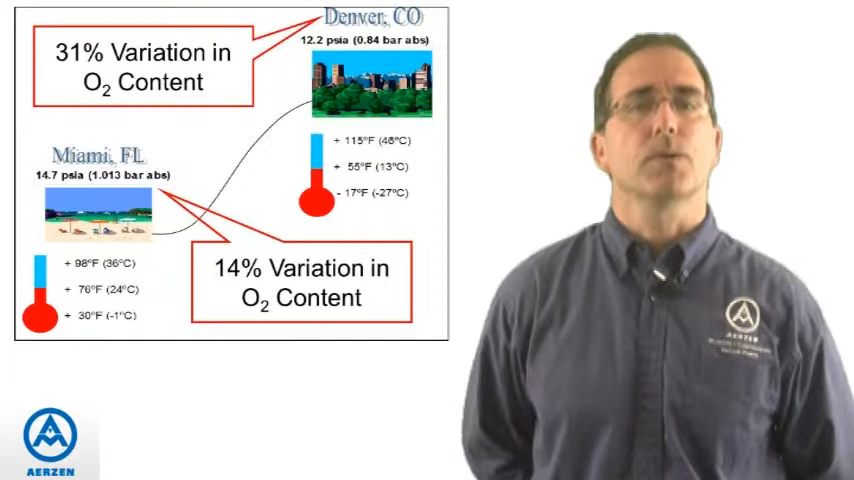 Denver, CO
12.2 psia (0.84 bar abs)
31% Variation in
O2 Content
+ 115°F (46°C)
+ 55°F (13°C)
- 17°F (-27°C)
Miami, FL
14.7 psia (1.013 bar abs)
+ 98°F (36°C)
+ 76°F (24°C)
+ 30°F (-1°C)
14% Variation in
O2 Content
AERZEN
AERZEN